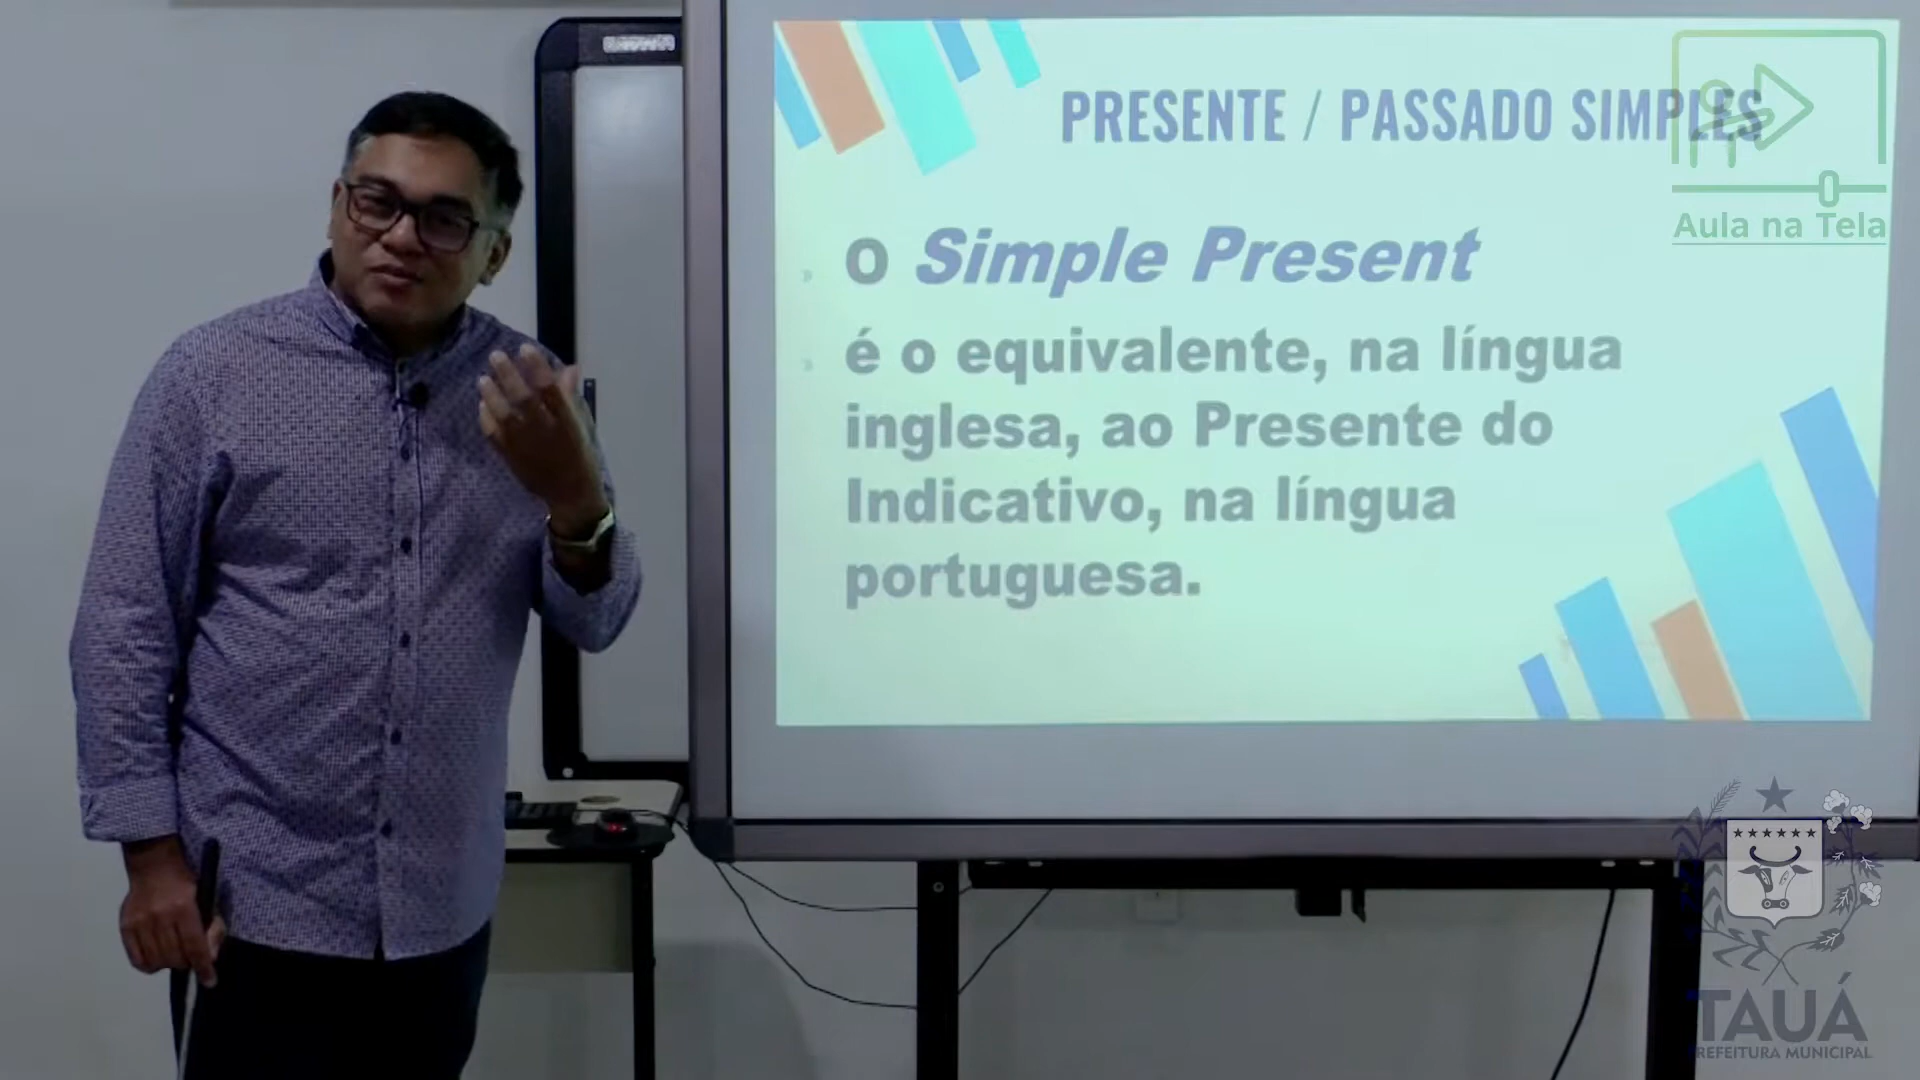 PRESENTE / PASSADO SIMPLES
Aula na Tela
O Simple Present
é o equivalente, na língua
inglesa, ao Presente do
Indicativo, na língua
portuguesa.
TAUÁ
PREFEITURA MUNICIPAL